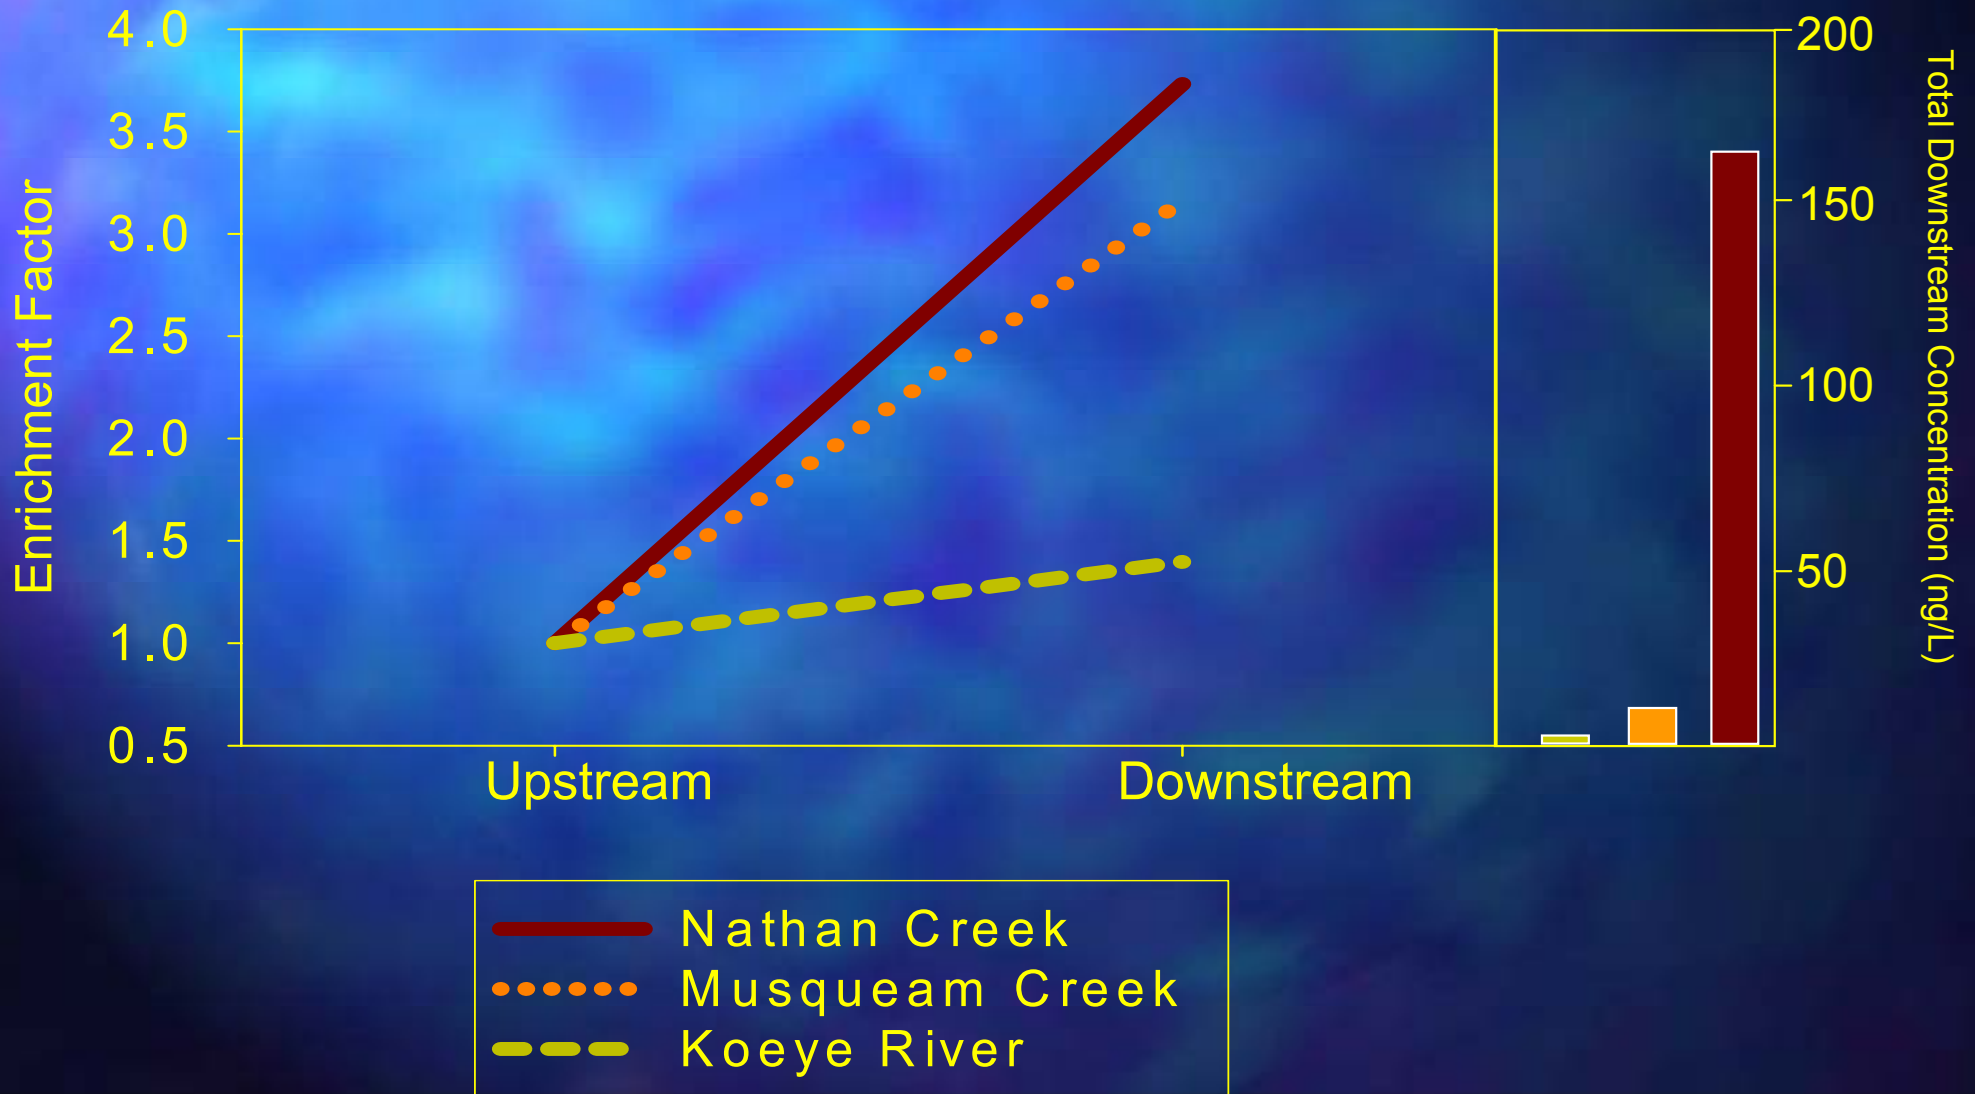 Enrichment Factor
4.0
3.5
3.0
2.5
2.0
1.5
1.0
0.5
Upstream
Downstream
200
150
100
50
Total Downstream Concentration (ng/L)
Nathan Creek
Musqueam Creek
Koeye River